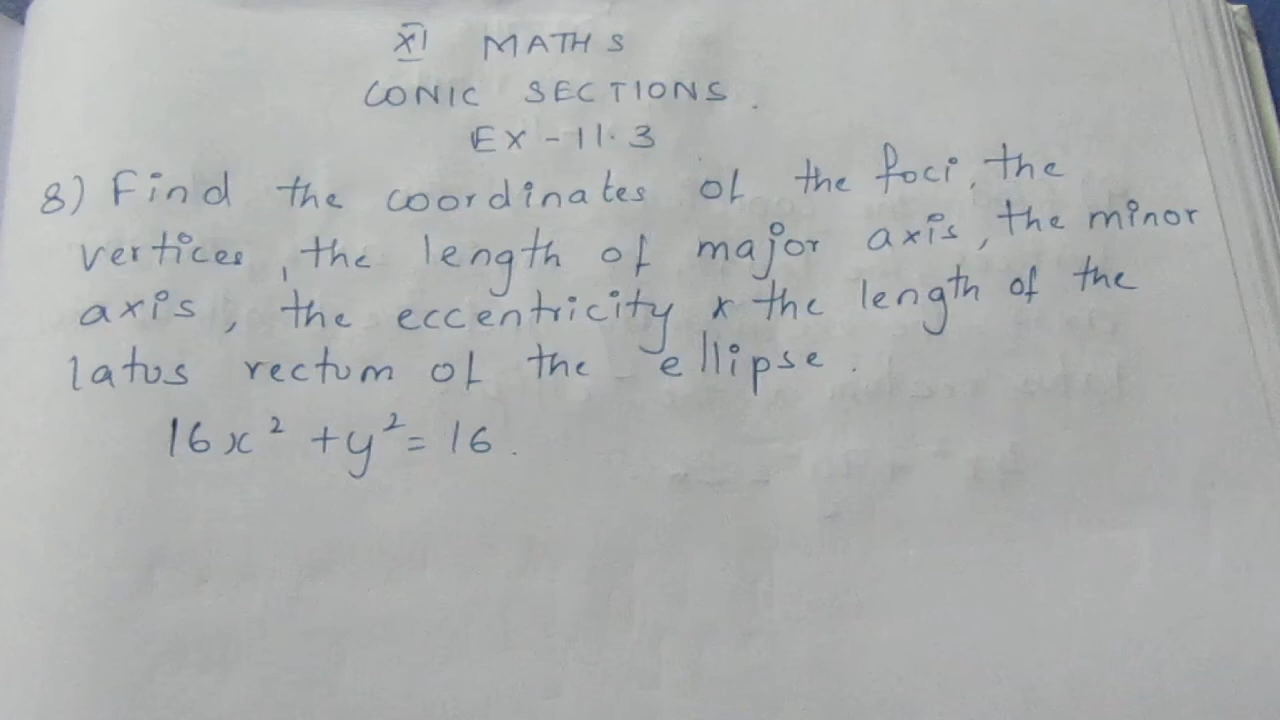 XI MATHS
CONIC SECTIONS.
EX-11.3
8) Find the coordinates of the foci, the
vertices, the length of major axis, the minor
axis, the eccentricity & the length of the
latus rectum of the ellipse.
16x² + y² = 16.